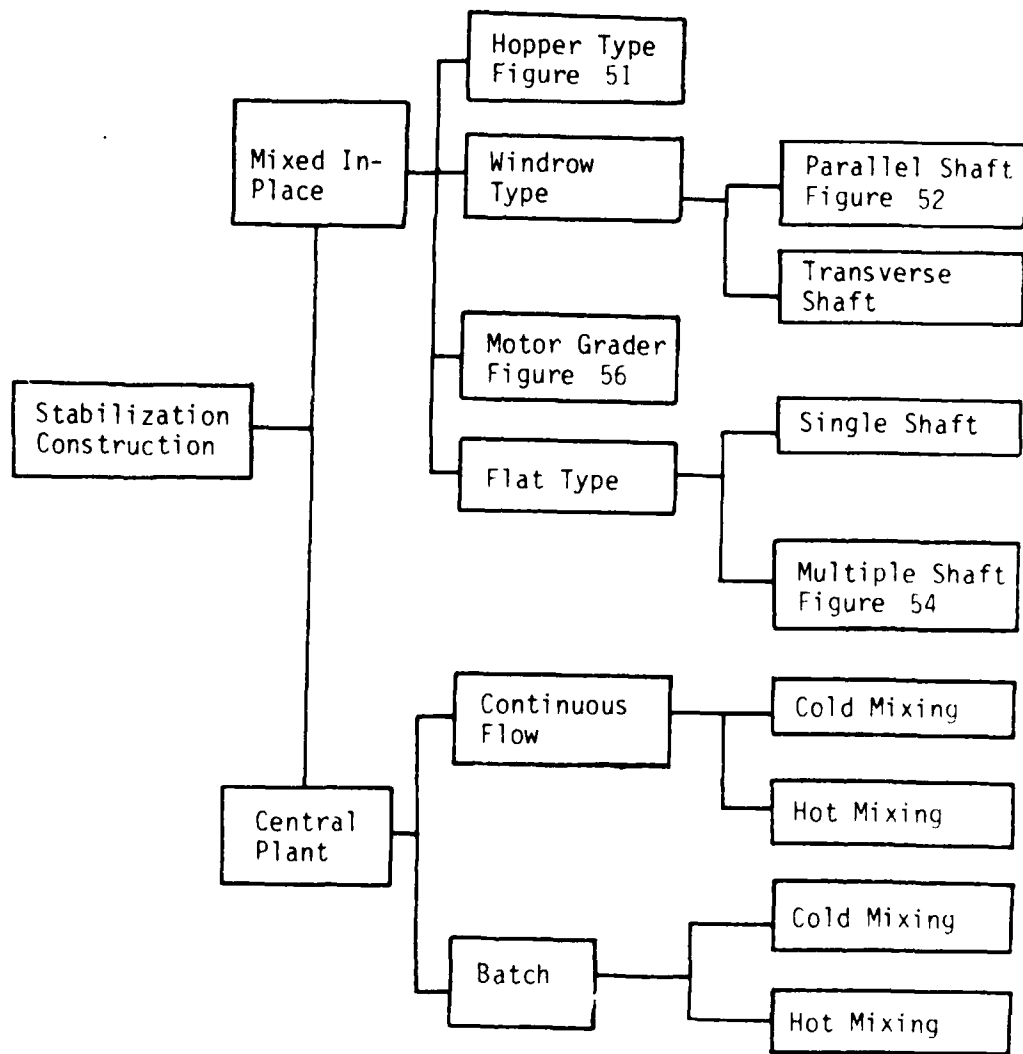 Hopper Type
Figure 51
Mixed In-
Place
Windrow
Type
Parallel Shaft
Figure 52
Transverse
Shaft
Motor Grader
Figure 56
Stabilization
Construction
Single Shaft
Flat Type
Multiple Shaft
Figure 54
Continuous
Flow
Cold Mixing
Central
Plant
Hot Mixing
Cold Mixing
Batch
Hot Mixing